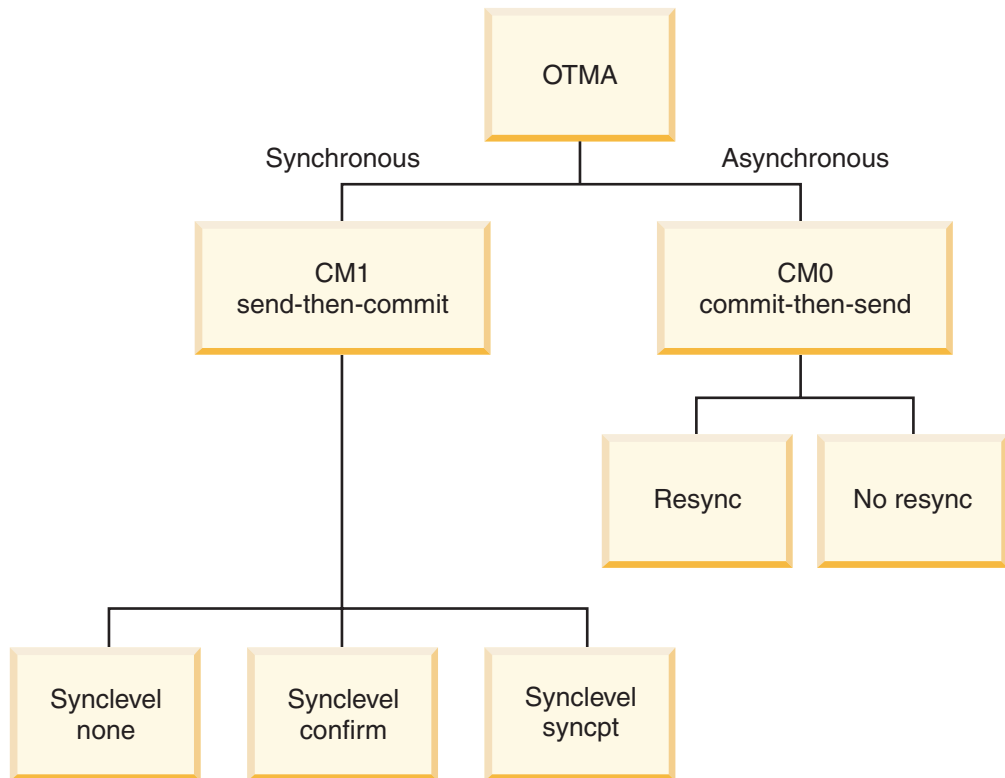 OTMA
Synchronous
Asynchronous
CM1
send-then-commit
CM0
commit-then-send
Resync
No resync
Synclevel
none
Synclevel
confirm
Synclevel
syncpt